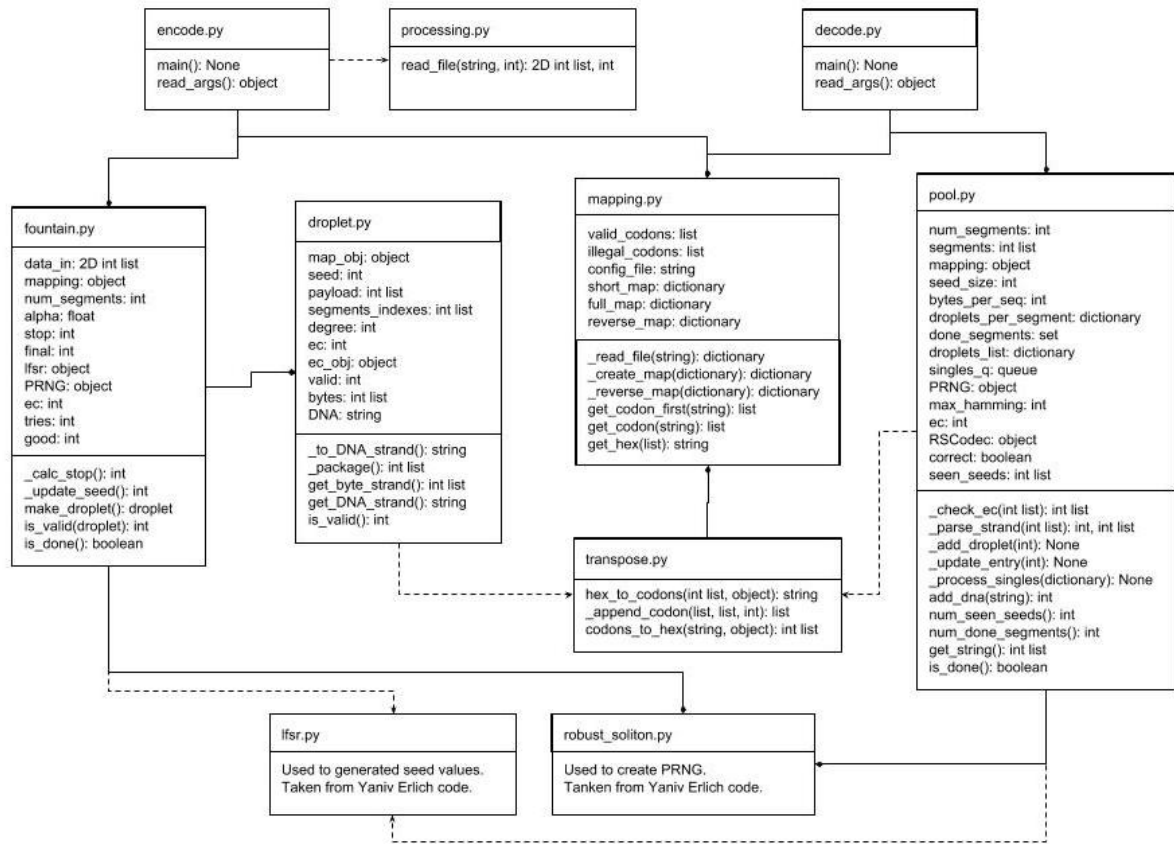 encode.py
main(): None
read_args(): object
processing.py
read_file(string, int): 2D int list, int
decode.py
main(): None
read_args(): object
fountain.py
data_in: 2D int list
mapping: object
num_segments: int
alpha: float
stop: int
final: int
lfsr: object
PRNG: object
ec: int
tries: int
good: int
_calc_stop(): int
_update_seed(): int
make_droplet(): droplet
is_valid(droplet): int
is_done(): boolean
droplet.py
map_obj: object
seed: int
payload: int list
segments_indexes: int list
degree: int
ec: int
ec_obj: object
valid: int
bytes: int list
DNA: string
_to_DNA_strand(): string
_package(): int list
get_byte_strand(): int list
get_DNA_strand(): string
is_valid(): int
mapping.py
valid_codons: list
illegal_codons: list
config_file: string
short_map: dictionary
full_map: dictionary
reverse_map: dictionary
_read_file(string): dictionary
_create_map(dictionary): dictionary
_reverse_map(dictionary): dictionary
get_codon_first(string): list
get_codon(string): list
get_hex(list): string
pool.py
num_segments: int
segments: int list
mapping: object
seed_size: int
bytes_per_seq: int
droplets_per_segment: dictionary
done_segments: set
droplets_list: dictionary
singles_q: queue
PRNG: object
max_hamming: int
ec: int
RSCodec: object
correct: boolean
seen_seeds: int list
_check_ec(int list): int list
_parse_strand(int list): int, int list
_add_droplet(int): None
_update_entry(int): None
_process_singles(dictionary): None
add_dna(string): int
num_seen_seeds(): int
num_done_segments(): int
get_string(): int list
is_done(): boolean
transpose.py
hex_to_codons(int list, object): string
_append_codon(list, list, int): list
codons_to_hex(string, object): int list
lfsr.py
Used to generated seed values.
Taken from Yaniv Erlich code.
robust_soliton.py
Used to create PRNG.
Tanken from Yaniv Erlich code.